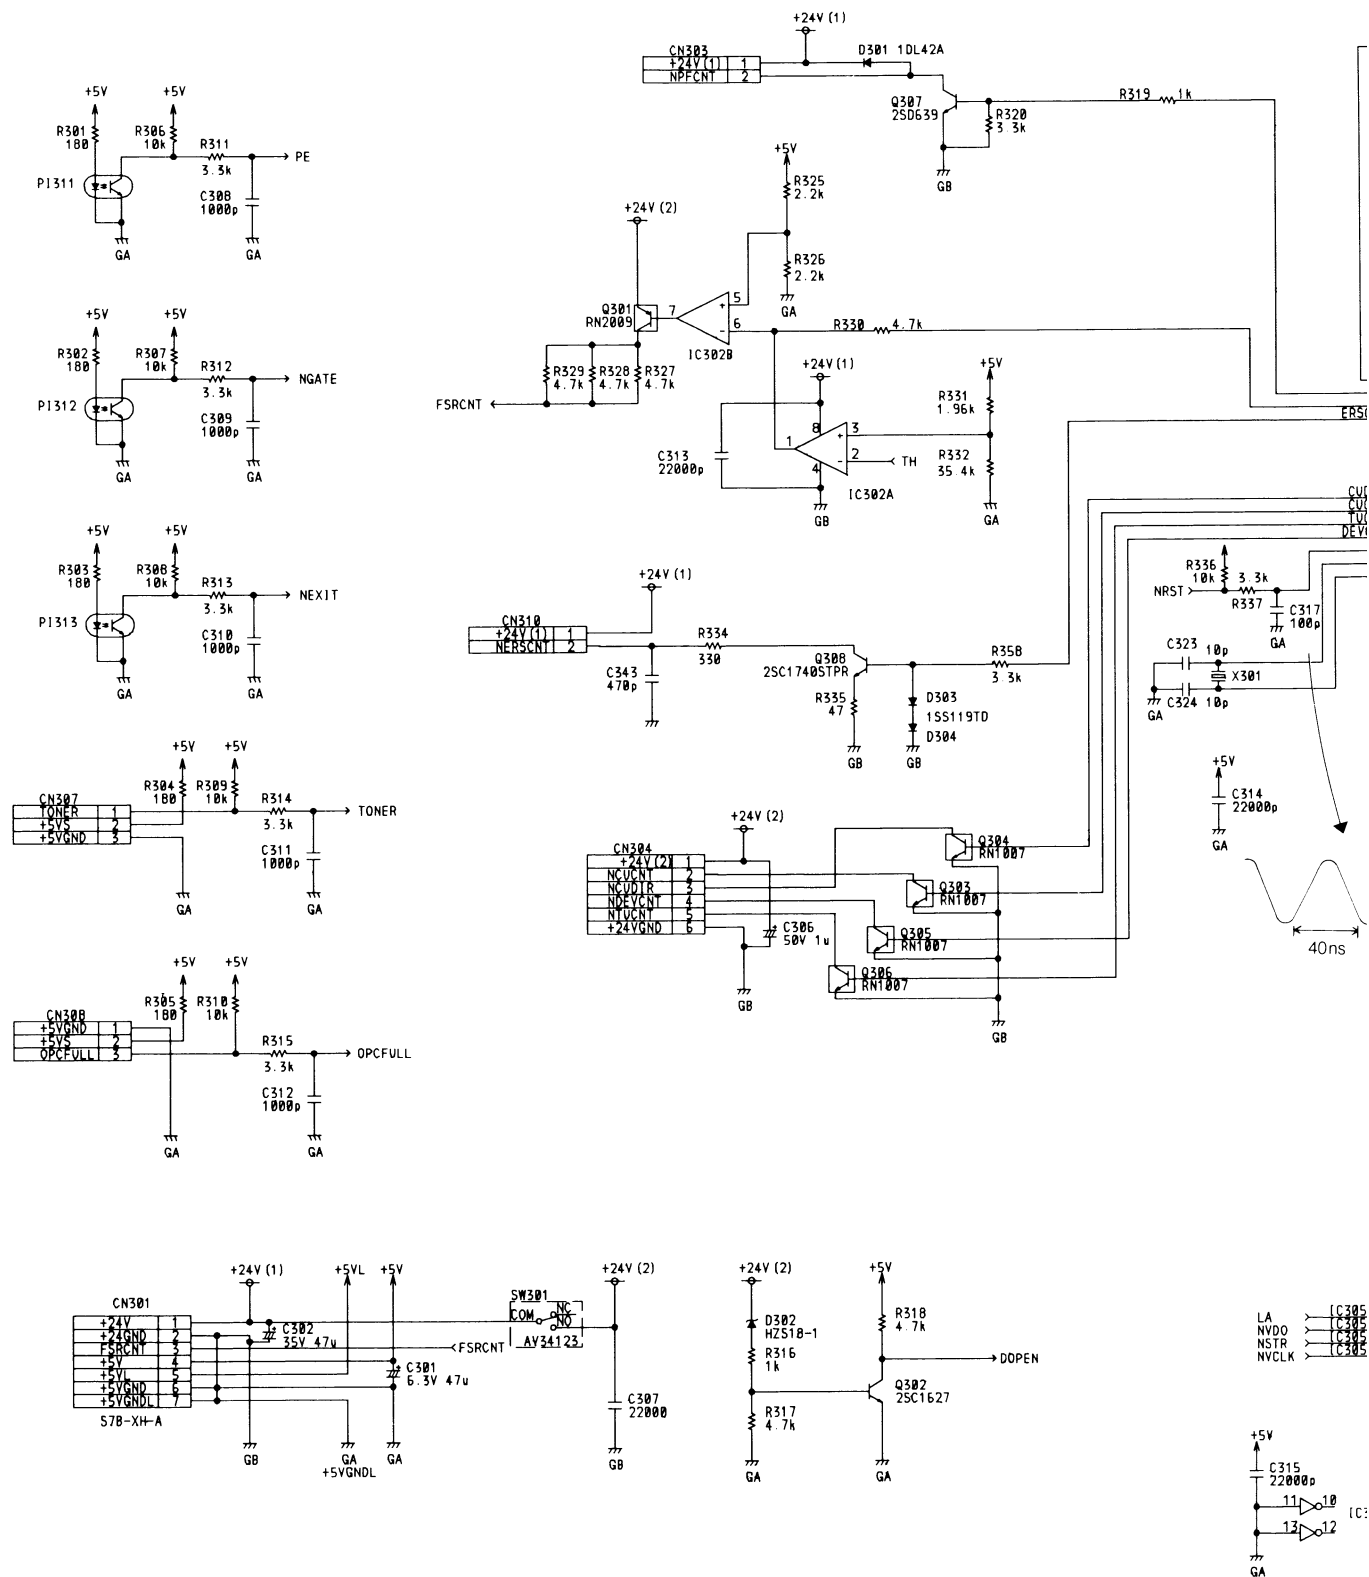 +24V(1)
CN303
+24V(1) 1
NPFCNT 2
D301 1DL42A
Q307
2SD639
R319 1k
R320
3.3k
GB
+5V
R301
180
+5V
R306
10k
R311
3.3k
PE
PI311
C308
1000p
GA
GA
+5V
R325
2.2k
R326
2.2k
GA
+24V(2)
Q301
RN2009
7
5
6
+
-
IC302B
R330 4.7k
R329
4.7k
R328
4.7k
R327
4.7k
FSRCNT
+5V
R302
180
+5V
R307
10k
R312
3.3k
NGATE
PI312
C309
1000p
GA
GA
+24V(1)
+5V
R331
1.96k
R332
35.4k
GA
C313
22000p
8
1
4
3
2
+
-
TH
IC302A
GB
+5V
R303
180
+5V
R308
10k
R313
3.3k
NEXIT
PI313
C310
1000p
GA
GA
+24V(1)
CN310
+24V(1) 1
NERSCNT 2
R334
330
C343
470p
Q308
2SC1740STPR
R335
47
GB
D303
1SS119TD
D304
GB
R358
3.3k
NRST
R336
10k
3.3k
R337
C317
100p
GA
C323 10p
X301
C324 10p
GA
+5V
C314
22000p
GA
40ns
CN307
TONER 1
+5VS 2
+5VGND 3
+5V
R304
180
+5V
R309
10k
R314
3.3k
TONER
C311
1000p
GA
GA
+24V(2)
CN304
+24V(2) 1
NCVCNT 2
NCVDIR 3
NDEVCNT 4
NTVCNT 5
+24VGND 6
C306
50V 1u
GB
Q304
RN1007
Q303
RN1007
Q305
RN1007
Q306
RN1007
GB
CN308
+5VGND 1
+5VS 2
OPCFULL 3
+5V
R305
180
+5V
R310
10k
R315
3.3k
OPCFULL
C312
1000p
GA
GA
CN301
+24V 1
+24GND 2
FSRCNT 3
+5V 4
+5VL 5
+5VGND 6
+5VGNDL 7
S7B-XH-A
+24V(1)
C302
35V 47u
GB
+5VL
+5V
FSRCNT
C301
6.3V 47u
GA
+5VGNDL
GA
SW301
COM
NC
NO
AV34123
+24V(2)
C307
22000
GB
+24V(2)
D302
HZS18-1
R316
1k
R317
4.7k
GA
+5V
R318
4.7k
DOPEN
Q302
2SC1627
GA
LA
NVDO
NSTR
NVCLK
IC305
IC305
IC305
IC305
+5V
C315
22000p
11 10
13 12
GA